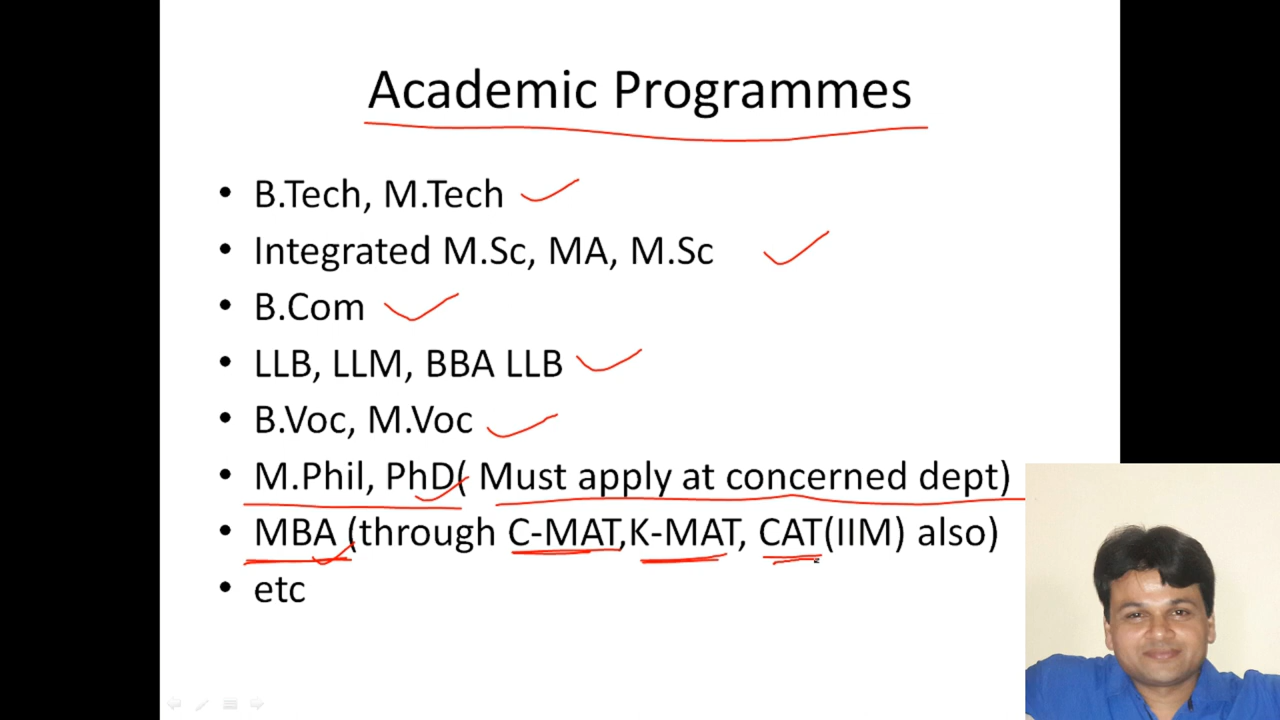 Academic Programmes
• B.Tech, M.Tech
• Integrated M.Sc, MA, M.Sc
• B.Com
• LLB, LLM, BBA LLB
• B.Voc, M.Voc
• M.Phil, PhD( Must apply at concerned dept)
• MBA (through C-MAT,K-MAT, CAT(IIM) also)
• etc